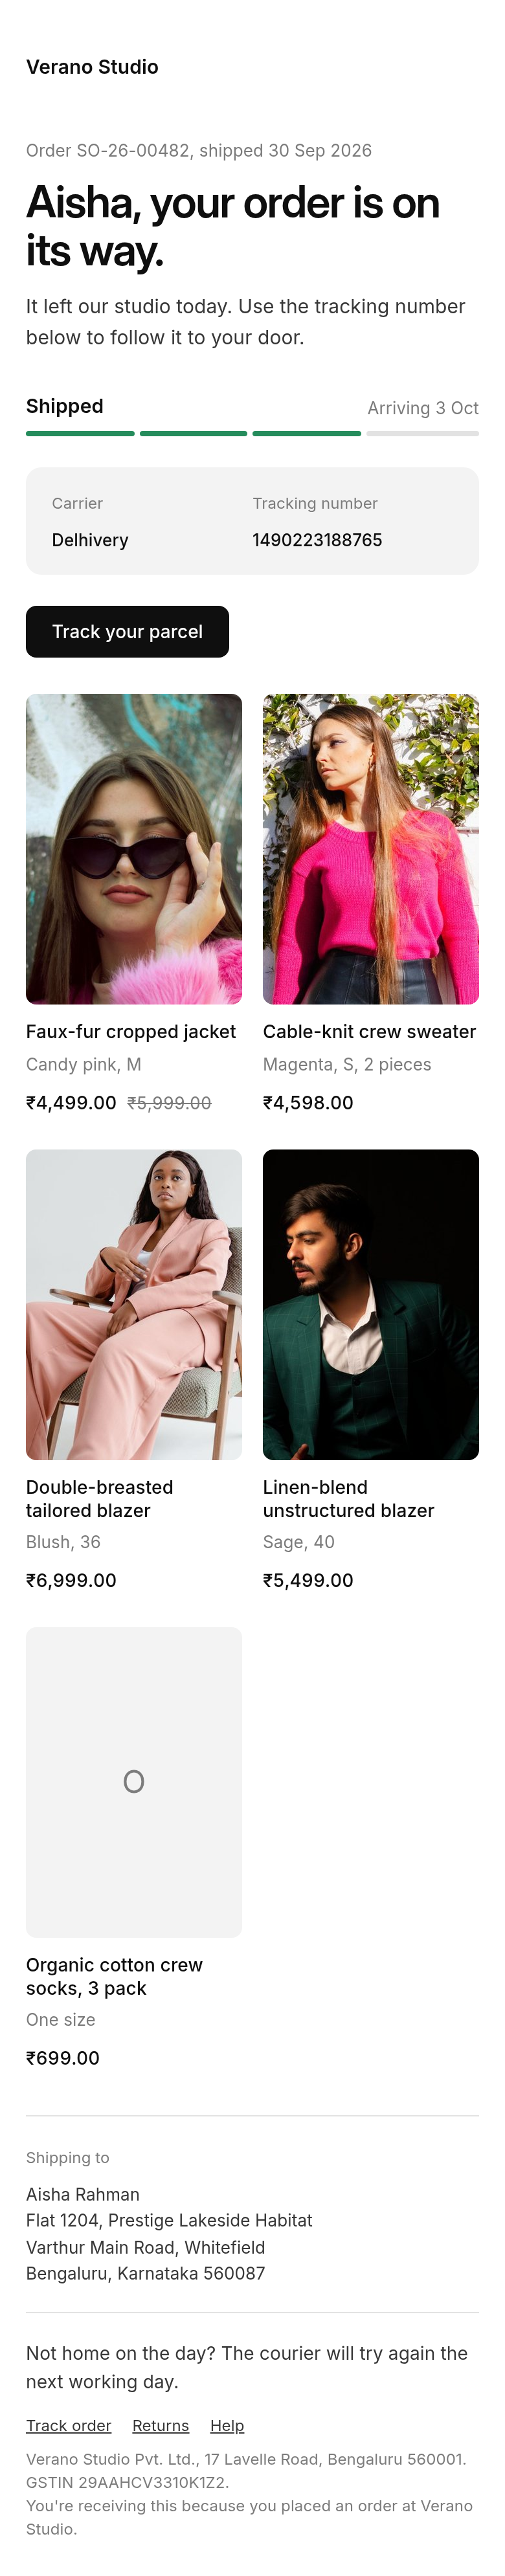 Verano Studio
Order SO-26-00482, shipped 30 Sep 2026
Aisha, your order is on
its way.
It left our studio today. Use the tracking number
below to follow it to your door.
Shipped
Arriving 3 Oct
Carrier
Tracking number
Delhivery
1490223188765
Track your parcel
Faux-fur cropped jacket
Candy pink, M
₹4,499.00 ₹5,999.00
Cable-knit crew sweater
Magenta, S, 2 pieces
₹4,598.00
Double-breasted
tailored blazer
Blush, 36
₹6,999.00
Linen-blend
unstructured blazer
Sage, 40
₹5,499.00
O
Organic cotton crew
socks, 3 pack
One size
₹699.00
Shipping to
Aisha Rahman
Flat 1204, Prestige Lakeside Habitat
Varthur Main Road, Whitefield
Bengaluru, Karnataka 560087
Not home on the day? The courier will try again the
next working day.
Track order Returns Help
Verano Studio Pvt. Ltd., 17 Lavelle Road, Bengaluru 560001.
GSTIN 29AAHCV3310K1Z2.
You're receiving this because you placed an order at Verano
Studio.